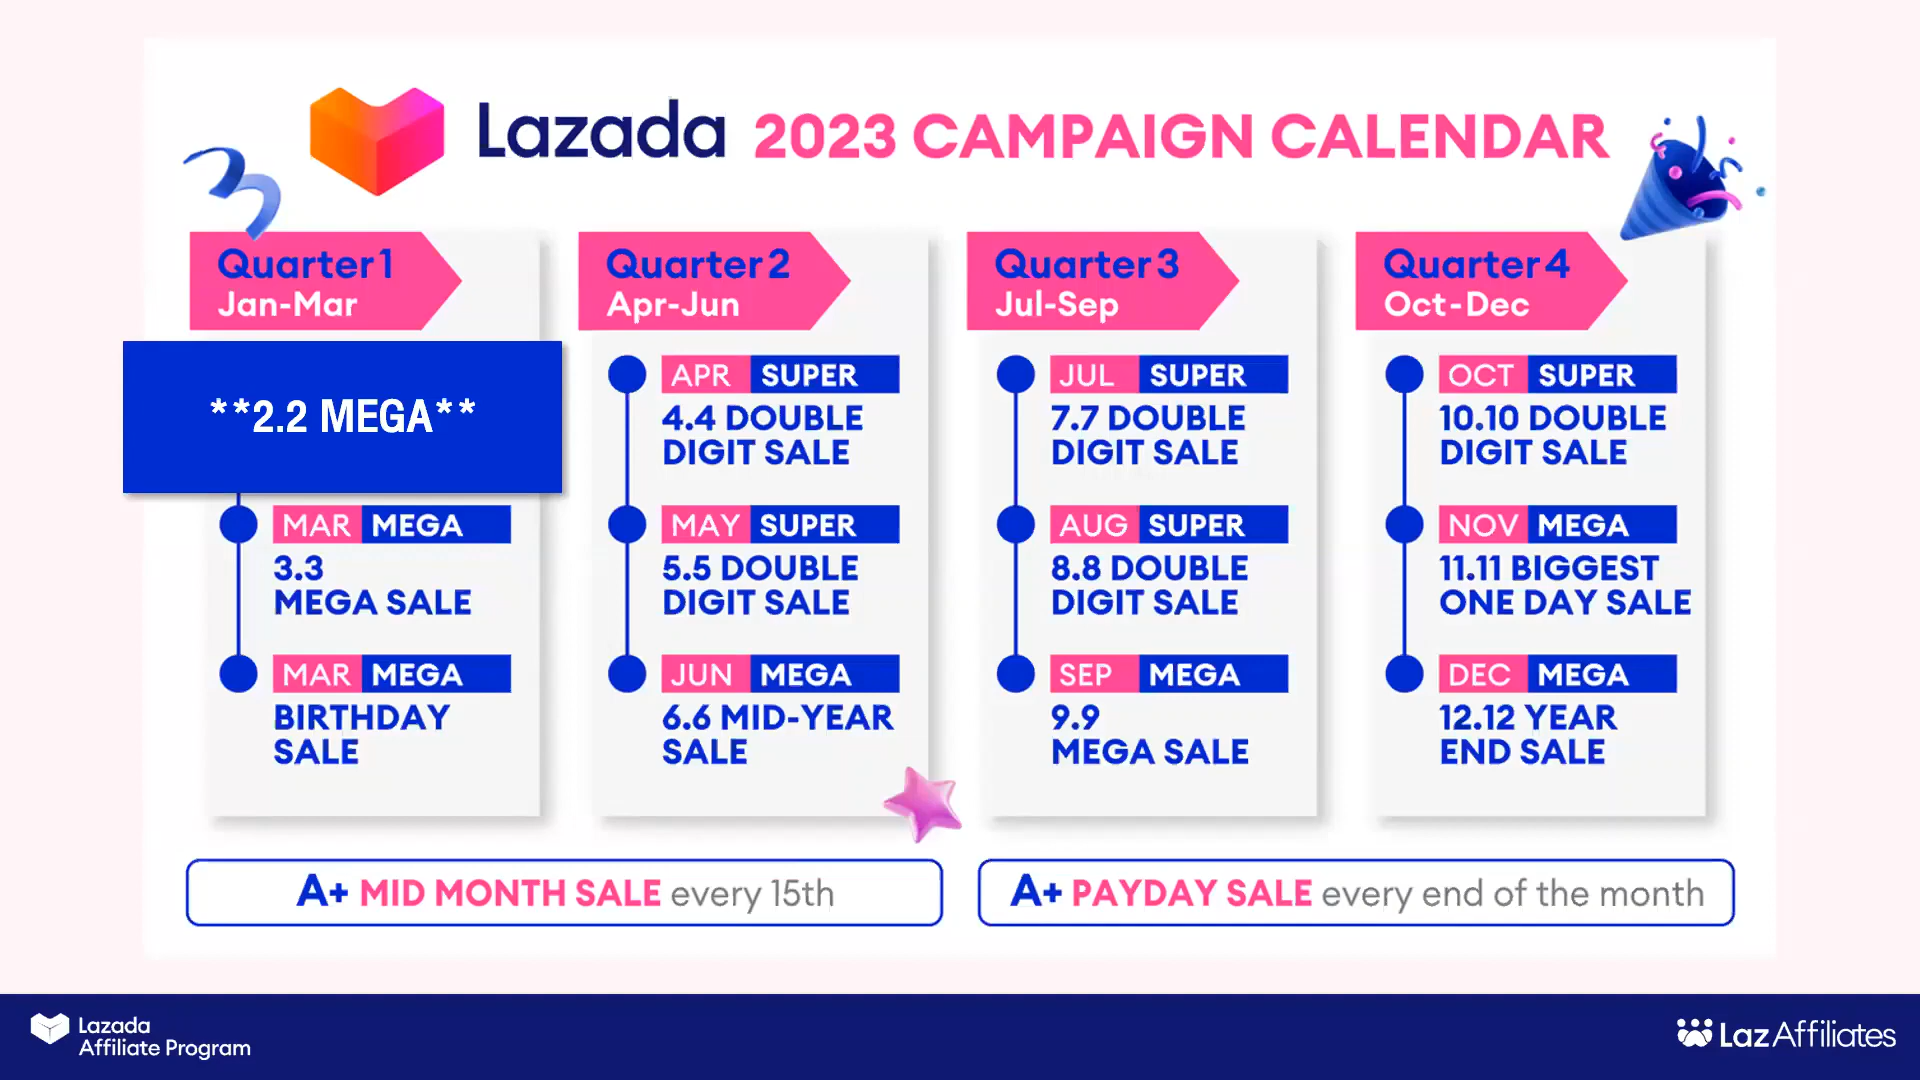 Lazada 2023 CAMPAIGN CALENDAR
Quarter 1
Jan-Mar
**2.2 MEGA**
MAR MEGA
3.3
MEGA SALE
MAR MEGA
BIRTHDAY
SALE
Quarter 2
Apr-Jun
APR SUPER
4.4 DOUBLE
DIGIT SALE
MAY SUPER
5.5 DOUBLE
DIGIT SALE
JUN MEGA
6.6 MID-YEAR
SALE
Quarter 3
Jul-Sep
JUL SUPER
7.7 DOUBLE
DIGIT SALE
AUG SUPER
8.8 DOUBLE
DIGIT SALE
SEP MEGA
9.9
MEGA SALE
Quarter 4
Oct-Dec
OCT SUPER
10.10 DOUBLE
DIGIT SALE
NOV MEGA
11.11 BIGGEST
ONE DAY SALE
DEC MEGA
12.12 YEAR
END SALE
A+ MID MONTH SALE every 15th
A+ PAYDAY SALE every end of the month
Lazada
Affiliate Program
LazAffiliates